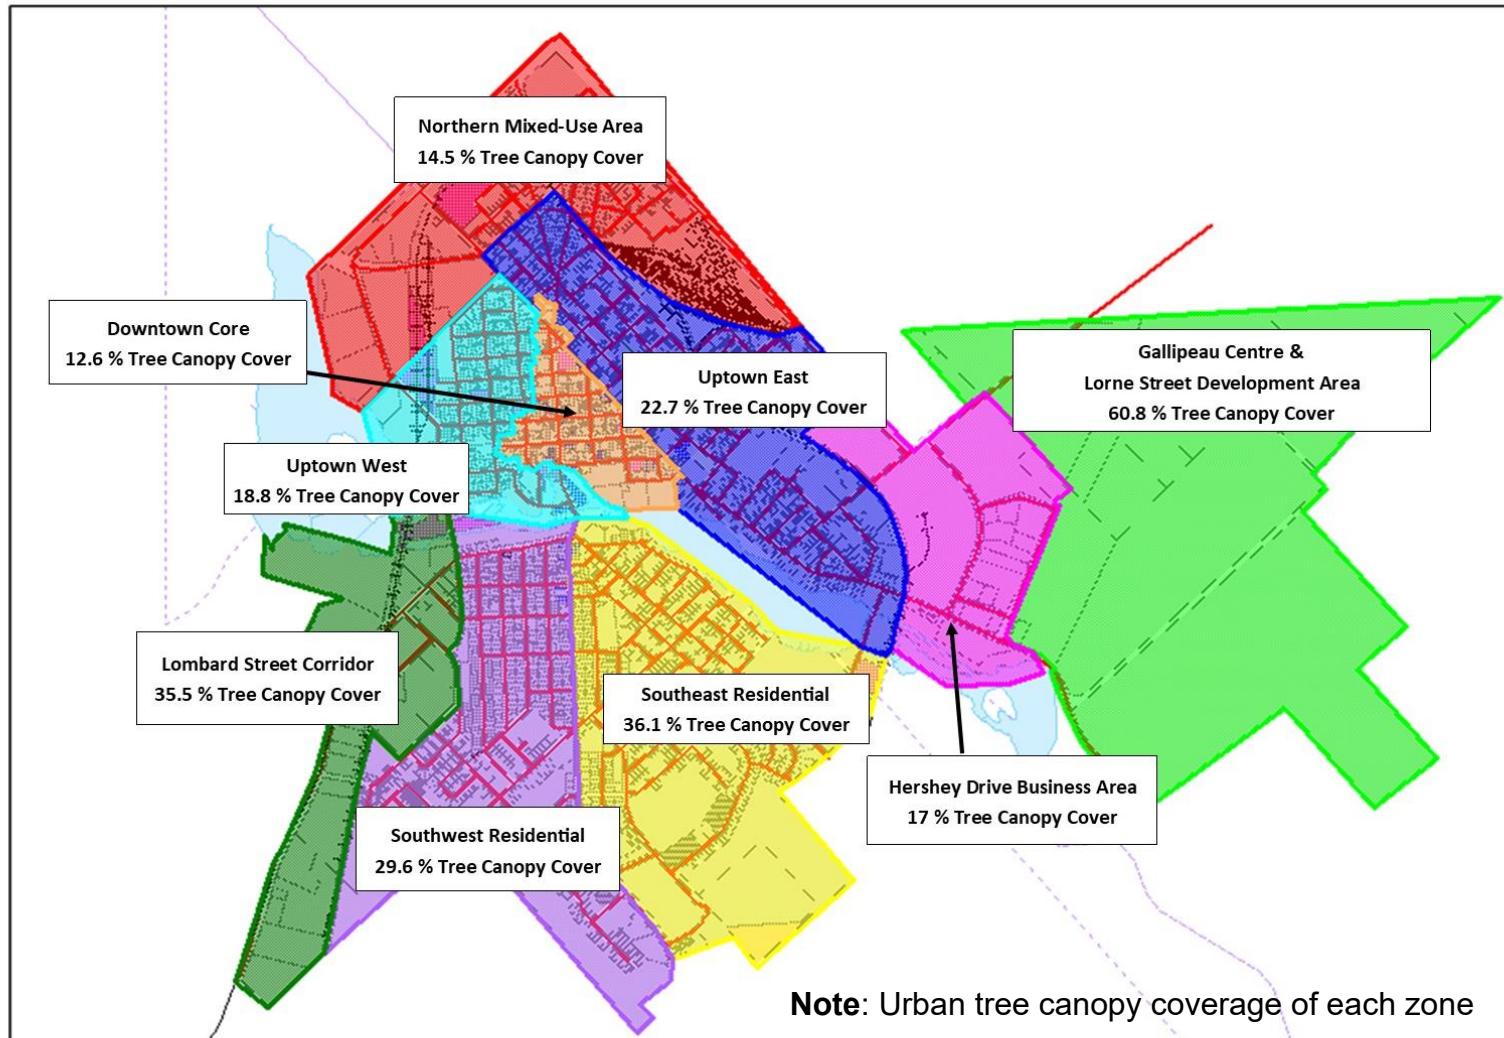 Northern Mixed-Use Area
14.5 % Tree Canopy Cover
Downtown Core
12.6 % Tree Canopy Cover
Uptown East
22.7 % Tree Canopy Cover
Gallipeau Centre &
Lorne Street Development Area
60.8 % Tree Canopy Cover
Uptown West
18.8 % Tree Canopy Cover
Lombard Street Corridor
35.5 % Tree Canopy Cover
Southeast Residential
36.1 % Tree Canopy Cover
Hershey Drive Business Area
17 % Tree Canopy Cover
Southwest Residential
29.6 % Tree Canopy Cover
Note: Urban tree canopy coverage of each zone